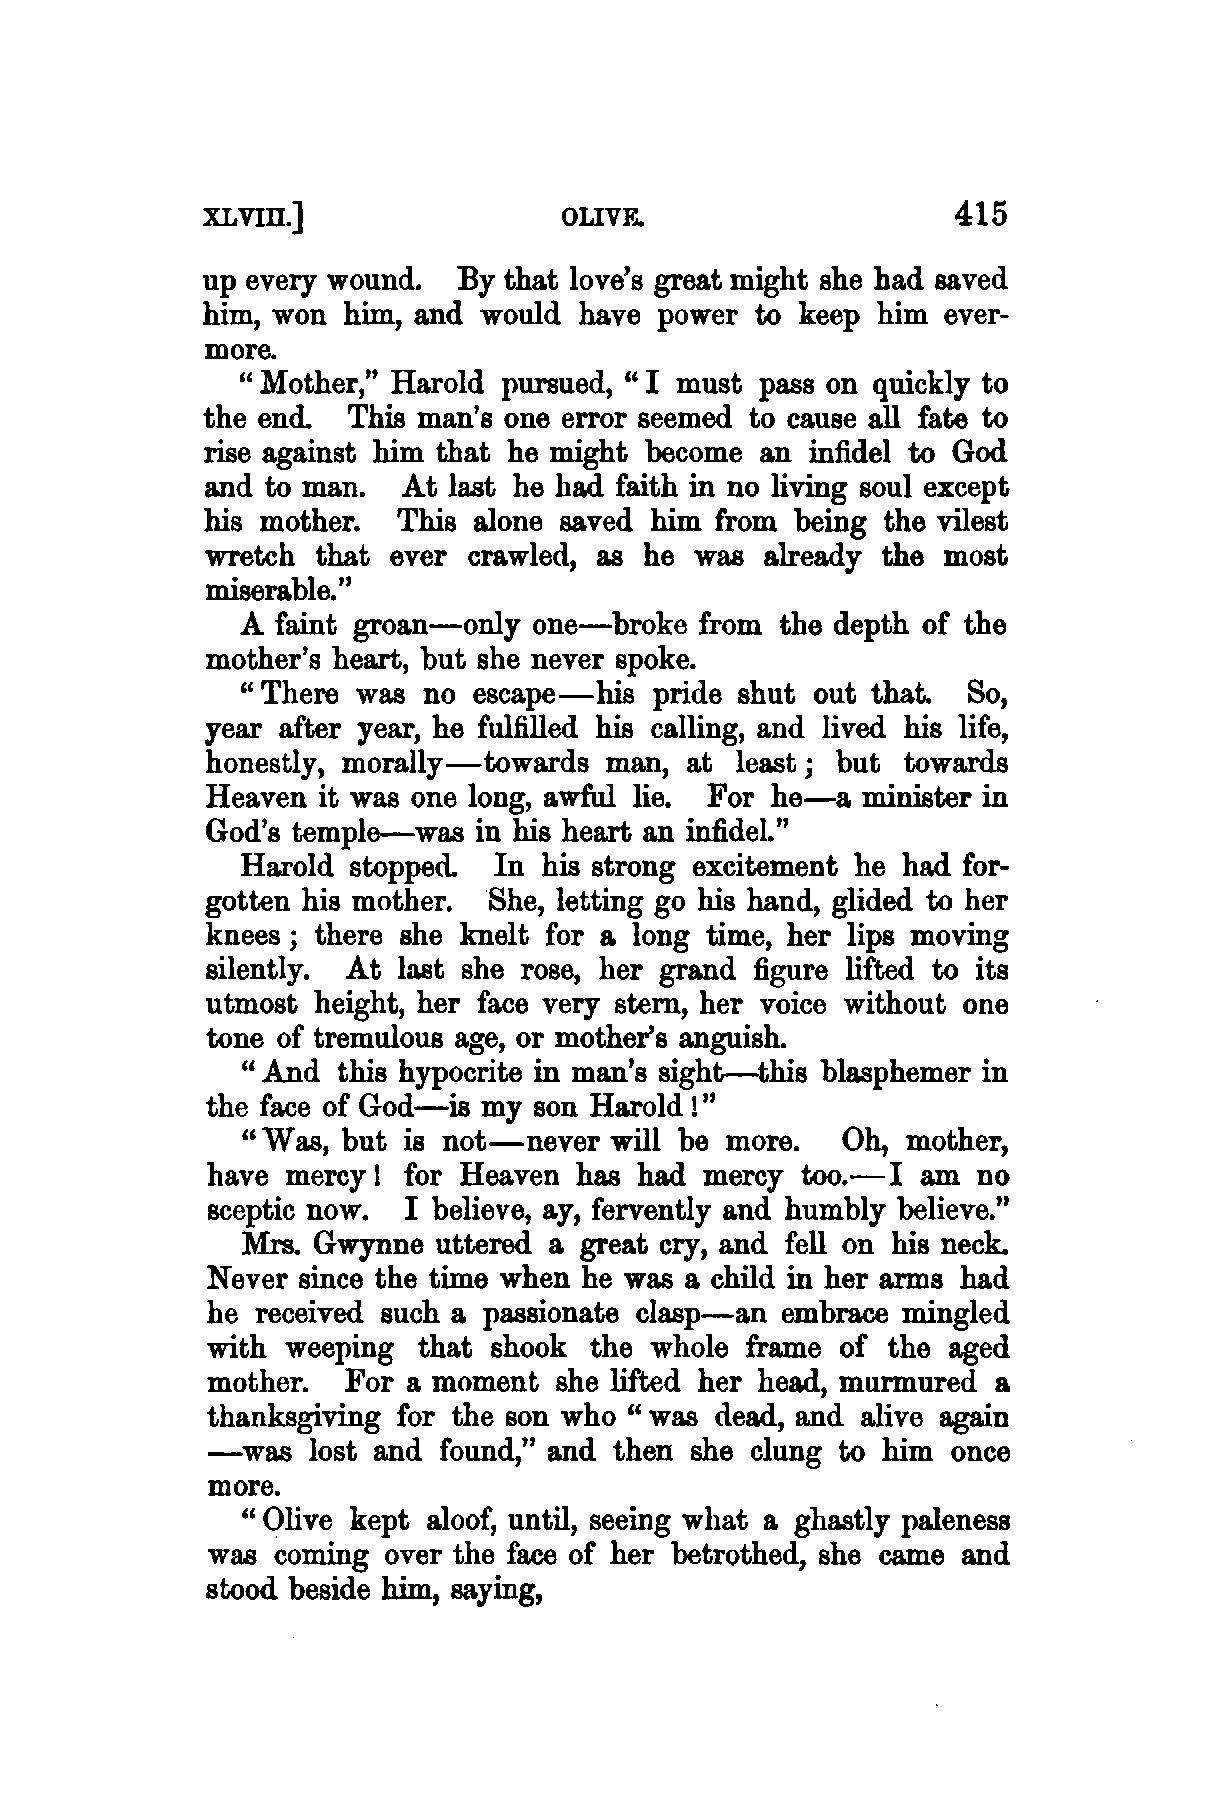 XLVIII.] OLIVE. 415
up every wound. By that love's great might she had saved
him, won him, and would have power to keep him ever-
more.
"Mother," Harold pursued, "I must pass on quickly to
the end. This man's one error seemed to cause all fate to
rise against him that he might become an infidel to God
and to man. At last he had faith in no living soul except
his mother. This alone saved him from being the vilest
wretch that ever crawled, as he was already the most
miserable."
A faint groan—only one—broke from the depth of the
mother's heart, but she never spoke.
"There was no escape—his pride shut out that. So,
year after year, he fulfilled his calling, and lived his life,
honestly, morally—towards man, at least; but towards
Heaven it was one long, awful lie. For he—a minister in
God's temple—was in his heart an infidel."
Harold stopped. In his strong excitement he had for-
gotten his mother. She, letting go his hand, glided to her
knees; there she knelt for a long time, her lips moving
silently. At last she rose, her grand figure lifted to its
utmost height, her face very stern, her voice without one
tone of tremulous age, or mother's anguish.
"And this hypocrite in man's sight—this blasphemer in
the face of God—is my son Harold!"
"Was, but is not—never will be more. Oh, mother,
have mercy! for Heaven has had mercy too.—I am no
sceptic now. I believe, ay, fervently and humbly believe."
Mrs. Gwynne uttered a great cry, and fell on his neck.
Never since the time when he was a child in her arms had
he received such a passionate clasp—an embrace mingled
with weeping that shook the whole frame of the aged
mother. For a moment she lifted her head, murmured a
thanksgiving for the son who "was dead, and alive again
—was lost and found," and then she clung to him once
more.
"Olive kept aloof, until, seeing what a ghastly paleness
was coming over the face of her betrothed, she came and
stood beside him, saying,